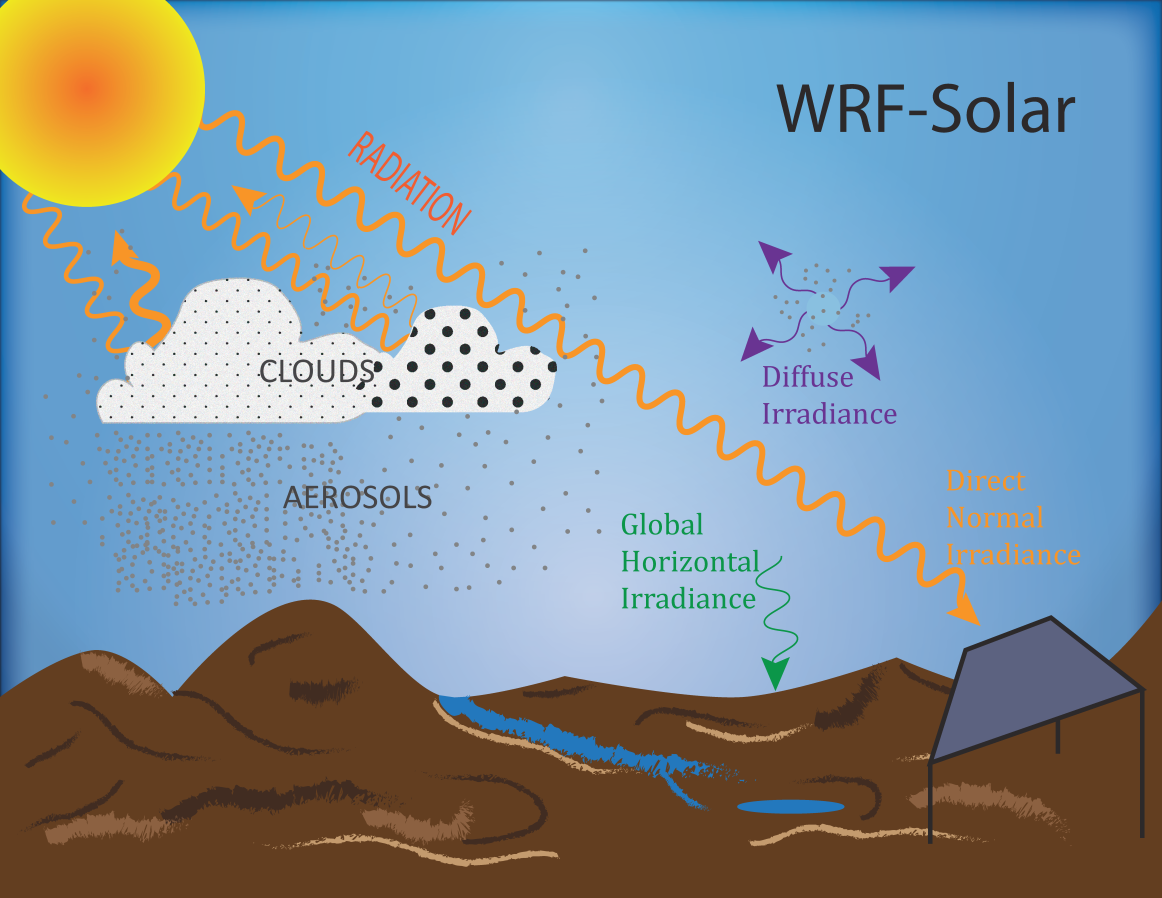 WRF-Solar
RADIATION
CLOUDS
Diffuse
Irradiance
AEROSOLS
Global
Horizontal
Irradiance
Direct
Normal
Irradiance